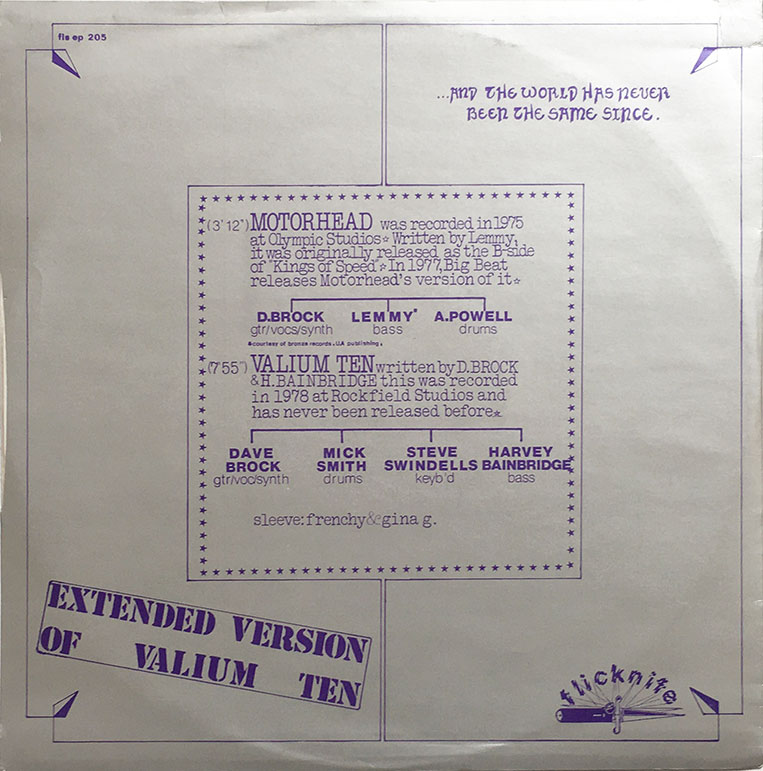 fls ep 205
...AND THE WORLD HAS NEVER
BEEN THE SAME SINCE.
(3'12") MOTORHEAD was recorded in 1975
at Olympic Studios☆ Written by Lemmy,
it was originally released as the B-side
of "Kings of Speed"☆ In 1977, Big Beat
releases Motorhead's version of it☆
D.BROCK LEMMY* A.POWELL
gtr/vocs/synth bass drums
*courtesy of bronze records. U.A publishing.
(7'55") VALIUM TEN written by D.BROCK
& H.BAINBRIDGE this was recorded
in 1978 at Rockfield Studios and
has never been released before☆
DAVE MICK STEVE HARVEY
BROCK SMITH SWINDELLS BAINBRIDGE
gtr/voc/synth drums keyb'd bass
sleeve: frenchy & gina g.
EXTENDED VERSION
OF VALIUM TEN
flicknife